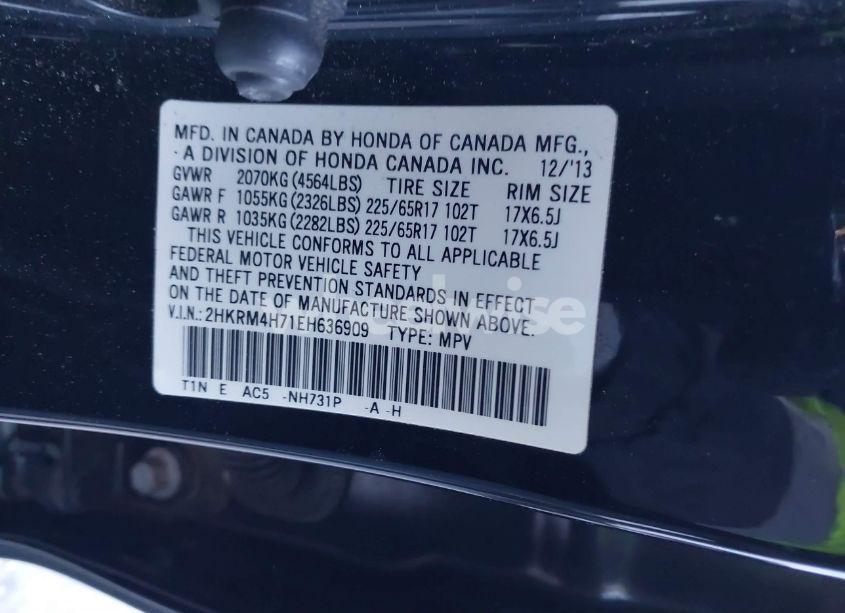 MFD. IN CANADA BY HONDA OF CANADA MFG.,
A DIVISION OF HONDA CANADA INC. 12/'13
GVWR 2070KG(4564LBS) TIRE SIZE RIM SIZE
GAWR F 1055KG(2326LBS)225/65R17 102T 17X6.5J
GAWR R 1035KG(2282LBS)225/65R17 102T 17X6.5J
THIS VEHICLE CONFORMS TO ALL APPLICABLE
FEDERAL MOTOR VEHICLE SAFETY
AND THEFT PREVENTION STANDARDS IN EFFECT
ON THE DATE OF MANUFACTURE SHOWN ABOVE.
V.I.N.: 2HKRM4H71EH636909 TYPE: MPV
T1N E AC5 -NH731P -A -H